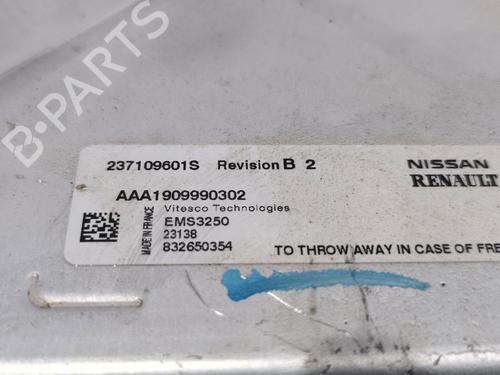 237109601S Revision B 2
NISSAN
RENAULT
AAA1909990302
Vitesco Technologies
MADE IN FRANCE
EMS3250
23138
832650354
TO THROW AWAY IN CASE OF FRE
B PARTS